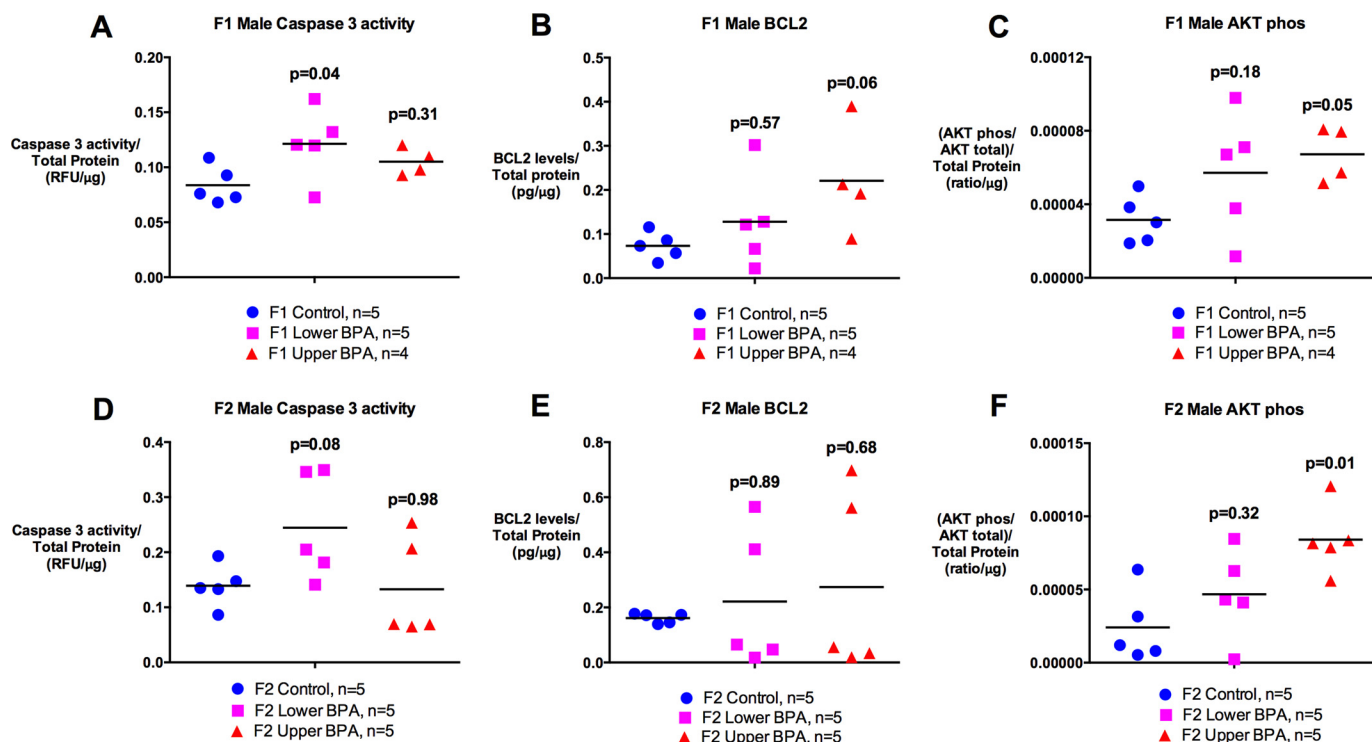 A
F1 Male Caspase 3 activity
Caspase 3 activity/
Total Protein
(RFU/µg)
0.20
0.15
0.10
0.05
0.00
p=0.04
p=0.31
F1 Control, n=5
F1 Lower BPA, n=5
F1 Upper BPA, n=4
B
F1 Male BCL2
BCL2 levels/
Total protein
(pg/µg)
0.5
0.4
0.3
0.2
0.1
0.0
p=0.57
p=0.06
F1 Control, n=5
F1 Lower BPA, n=5
F1 Upper BPA, n=4
C
F1 Male AKT phos
(AKT phos/
AKT total)/
Total Protein
(ratio/µg)
0.00012
0.00008
0.00004
0.00000
p=0.18
p=0.05
F1 Control, n=5
F1 Lower BPA, n=5
F1 Upper BPA, n=4
D
F2 Male Caspase 3 activity
Caspase 3 activity/
Total Protein
(RFU/µg)
0.4
0.3
0.2
0.1
0.0
p=0.08
p=0.98
F2 Control, n=5
F2 Lower BPA, n=5
F2 Upper BPA, n=5
E
F2 Male BCL2
BCL2 levels/
Total Protein
(pg/µg)
0.8
0.6
0.4
0.2
0.0
p=0.89
p=0.68
F2 Control, n=5
F2 Lower BPA, n=5
F2 Upper BPA, n=5
F
F2 Male AKT phos
(AKT phos/
AKT total)/
Total Protein
(ratio/µg)
0.00015
0.00010
0.00005
0.00000
p=0.32
p=0.01
F2 Control, n=5
F2 Lower BPA, n=5
F2 Upper BPA, n=5